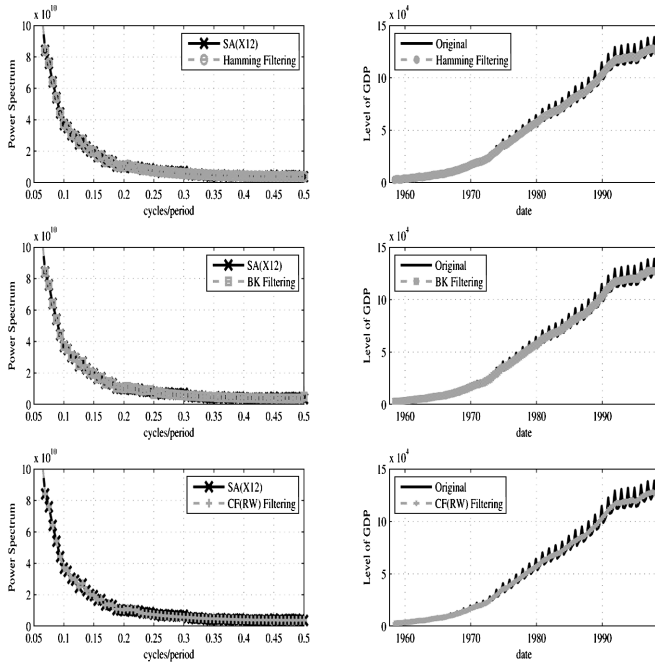 x 10^10
10
8
6
4
2
0
Power Spectrum
SA(X12)
Hamming Filtering
0.05 0.1 0.15 0.2 0.25 0.3 0.35 0.4 0.45 0.5
cycles/period
x 10^4
15
10
5
0
Level of GDP
Original
Hamming Filtering
1960 1970 1980 1990
date
x 10^10
10
8
6
4
2
0
Power Spectrum
SA(X12)
BK Filtering
0.05 0.1 0.15 0.2 0.25 0.3 0.35 0.4 0.45 0.5
cycles/period
x 10^4
15
10
5
0
Level of GDP
Original
BK Filtering
1960 1970 1980 1990
date
x 10^10
10
8
6
4
2
0
Power Spectrum
SA(X12)
CF(RW) Filtering
0.05 0.1 0.15 0.2 0.25 0.3 0.35 0.4 0.45 0.5
cycles/period
x 10^4
15
10
5
0
Level of GDP
Original
CF(RW) Filtering
1960 1970 1980 1990
date